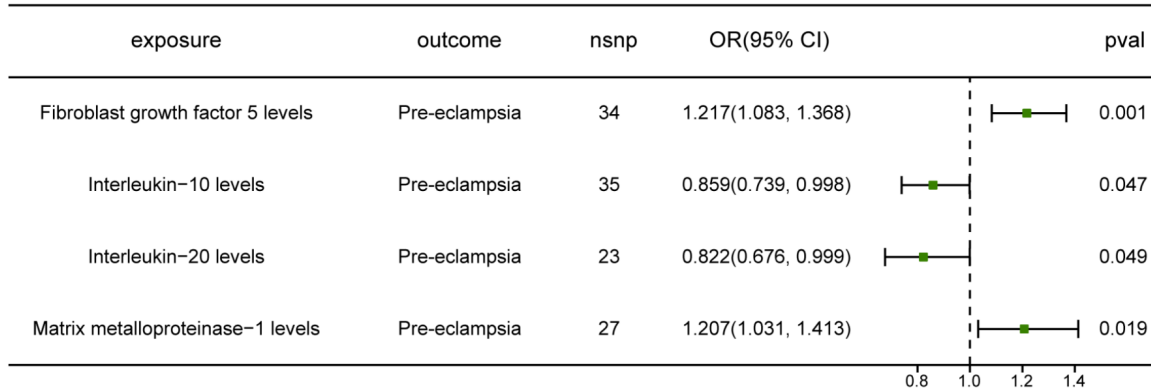 exposure outcome nsnp OR(95% CI) pval
Fibroblast growth factor 5 levels Pre-eclampsia 34 1.217(1.083, 1.368) 0.001
Interleukin−10 levels Pre-eclampsia 35 0.859(0.739, 0.998) 0.047
Interleukin−20 levels Pre-eclampsia 23 0.822(0.676, 0.999) 0.049
Matrix metalloproteinase−1 levels Pre-eclampsia 27 1.207(1.031, 1.413) 0.019
0.8 1.0 1.2 1.4